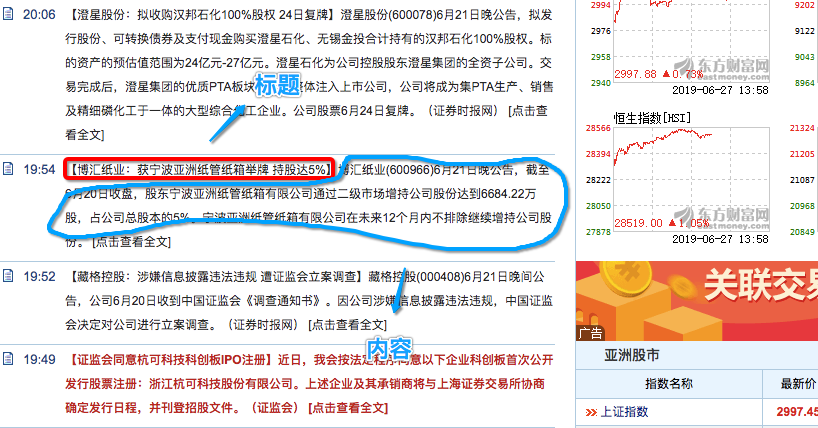 20:06 【澄星股份：拟收购汉邦石化100%股权 24日复牌】澄星股份(600078)6月21日晚公告，拟发
行股份、可转换债券及支付现金购买澄星石化、无锡金投合计持有的汉邦石化100%股权。标
的资产的预估值范围为24亿元-27亿元。澄星石化为公司控股股东澄星集团的全资子公司。交
易完成后，澄星集团的优质PTA板块 整体注入上市公司，公司将成为集PTA生产、销售
及精细磷化工于一体的大型综合化工企业。公司股票6月24日复牌。（证券时报网） [点击查
看全文]
标题
19:54 【博汇纸业：获宁波亚洲纸管纸箱举牌 持股达5%】博汇纸业(600966)6月21日晚公告，截至
6月20日收盘，股东宁波亚洲纸管纸箱有限公司通过二级市场增持公司股份达到6684.22万
股，占公司总股本的5%。宁波亚洲纸管纸箱有限公司在未来12个月内不排除继续增持公司股
份。 [点击查看全文]
19:52 【藏格控股：涉嫌信息披露违法违规 遭证监会立案调查】藏格控股(000408)6月21日晚间公
告，公司6月20日收到中国证监会《调查通知书》。因公司涉嫌信息披露违法违规，中国证监
会决定对公司进行立案调查。（证券时报网） [点击查看全文]
内容
19:49 【证监会同意杭可科技科创板IPO注册】近日，我会按法定程序同意以下企业科创板首次公开
发行股票注册：浙江杭可科技股份有限公司。上述企业及其承销商将与上海证券交易所协商
确定发行日程，并刊登招股文件。（证监会） [点击查看全文]
2994 9202
2976 9122
2958 9043
2940 8963
2997.88 ▲0.73%
东方财富网
eastmoney.com
2019-06-27 13:58
恒生指数[HSI]
28566 21324
28394 21205
28222 21086
28050 20968
27878 20849
28519.00 ▲1.05%
东方财富网
eastmoney.com
2019-06-27 13:58
关联交易
广告
亚洲股市
指数名称 最新价
上证指数 2997.45